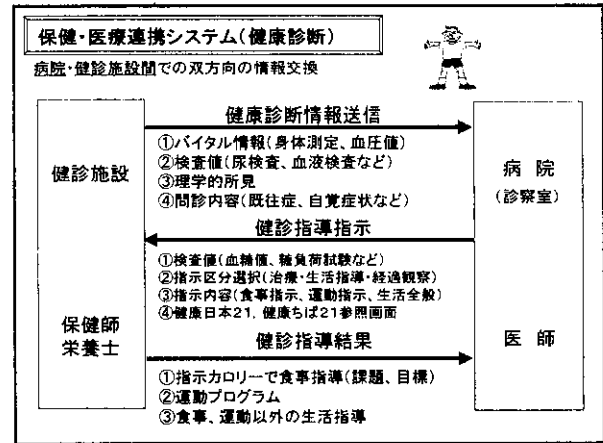 保健・医療連携システム(健康診断)
病院・健診施設間での双方向の情報交換
健康診断情報送信
①バイタル情報(身体測定、血圧値)
②検査値(尿検査、血液検査など)
③理学的所見
④問診内容(既往症、自覚症状など)
健診施設
病院
(診察室)
健診指導指示
①検査値(血糖値、糖負荷試験など)
②指示区分選択(治療・生活指導・経過観察)
③指示内容(食事指示、運動指示、生活全般)
④健康日本21，健康ちば21参照画面
保健師
栄養士
医師
健診指導結果
①指示カロリーで食事指導(課題、目標)
②運動プログラム
③食事、運動以外の生活指導